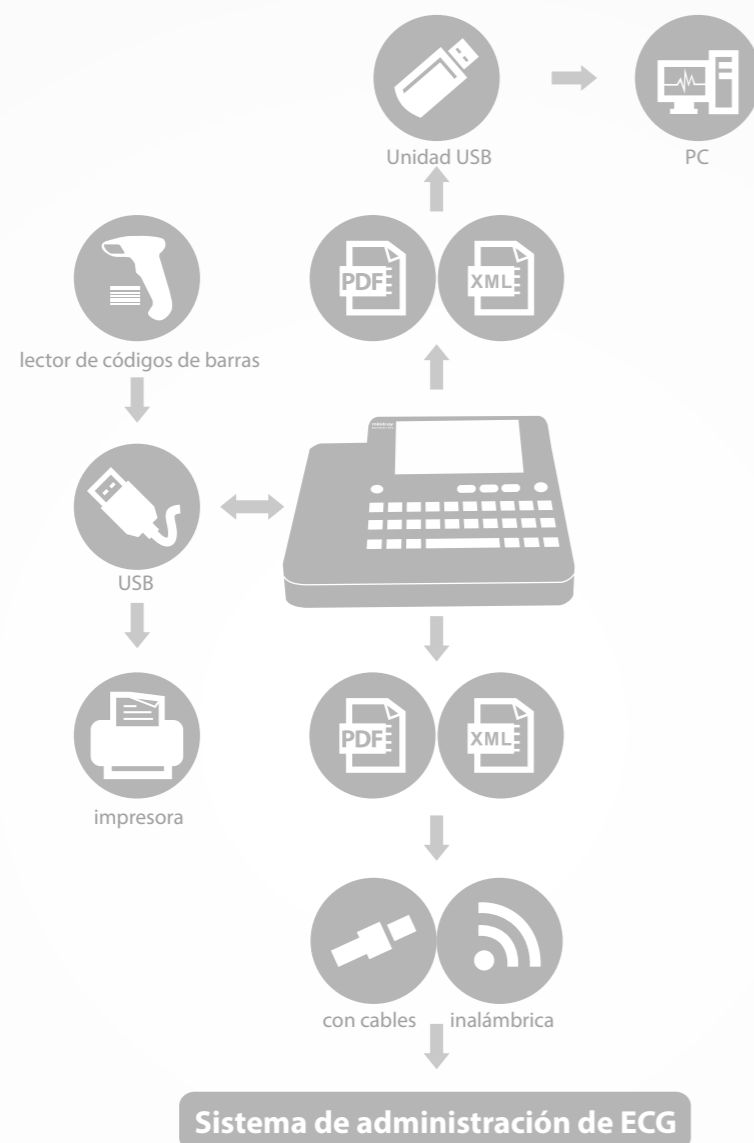 Unidad USB
PC
PDF
XML
lector de códigos de barras
USB
PDF
XML
impresora
con cables
inalámbrica
Sistema de administración de ECG